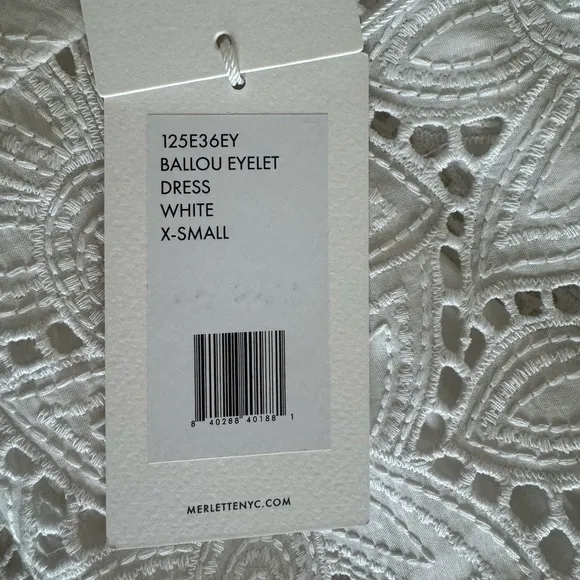 125E36EY
BALLOU EYELET
DRESS
WHITE
X-SMALL
8 40288 40188 1
MERLETTENYC.COM